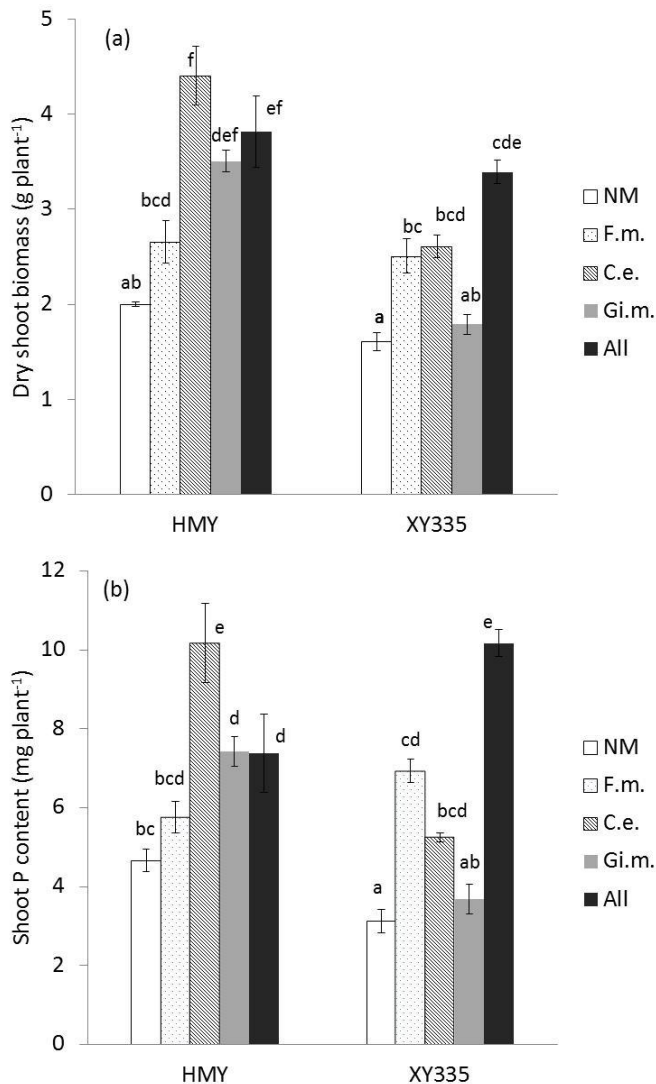 (a)
Dry shoot biomass (g plant⁻¹)
5
4
3
2
1
0
ab
bcd
f
def
ef
a
bc
bcd
ab
cde
HMY
XY335
NM
F.m.
C.e.
Gi.m.
All
(b)
Shoot P content (mg plant⁻¹)
12
10
8
6
4
2
0
bc
bcd
e
d
d
a
cd
bcd
ab
e
HMY
XY335
NM
F.m.
C.e.
Gi.m.
All